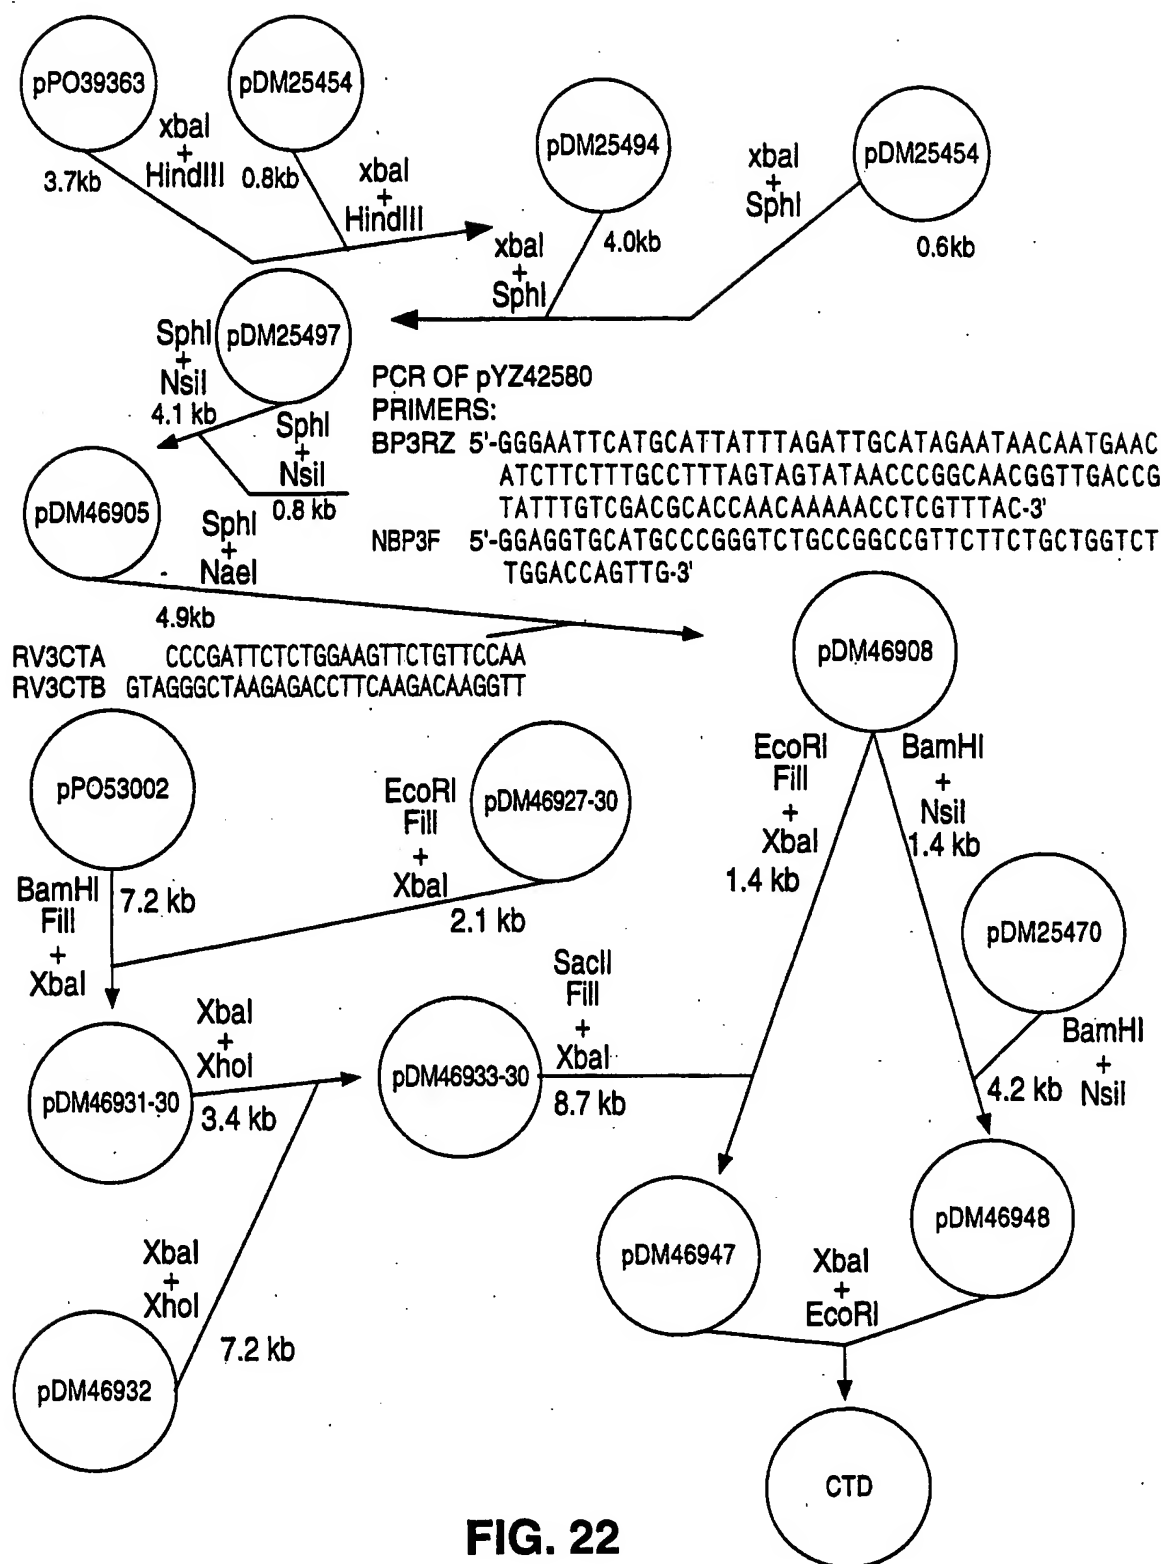 pPO39363
pDM25454
xbaI
+
HindIII
3.7kb
0.8kb
xbaI
+
HindIII
pDM25494
xbaI
+
SphI
pDM25454
4.0kb
0.6kb
xbaI
+
SphI
pDM25497
SphI
+
NsiI
4.1 kb
SphI
+
NsiI
0.8 kb
PCR OF pYZ42580
PRIMERS:
BP3RZ 5'-GGGAATTCATGCATTATTTAGATTGCATAGAATAACAATGAAC
ATCTTCTTTGCCTTTAGTAGTATAACCCGGCAACGGTTGACCG
TATTTGTCGACGCACCAACAAAAACCTCGTTTAC-3'
NBP3F 5'-GGAGGTGCATGCCCGGGTCTGCCGGCCGTTCTTCTGCTGGTCT
TGGACCAGTTG-3'
pDM46905
SphI
+
NaeI
4.9kb
RV3CTA CCCGATTCTCTGGAAGTTCTGTTCCAA
RV3CTB GTAGGGCTAAGAGACCTTCAAGACAAGGTT
pDM46908
pPO53002
EcoRI
Fill
+
XbaI
pDM46927-30
2.1 kb
BamHI
Fill
+
XbaI
7.2 kb
EcoRI
Fill
+
XbaI
1.4 kb
BamHI
+
NsiI
1.4 kb
pDM25470
BamHI
+
NsiI
4.2 kb
pDM46931-30
XbaI
+
XhoI
3.4 kb
pDM46933-30
SacII
Fill
+
XbaI
8.7 kb
pDM46932
XbaI
+
XhoI
7.2 kb
pDM46947
pDM46948
XbaI
+
EcoRI
CTD
FIG. 22